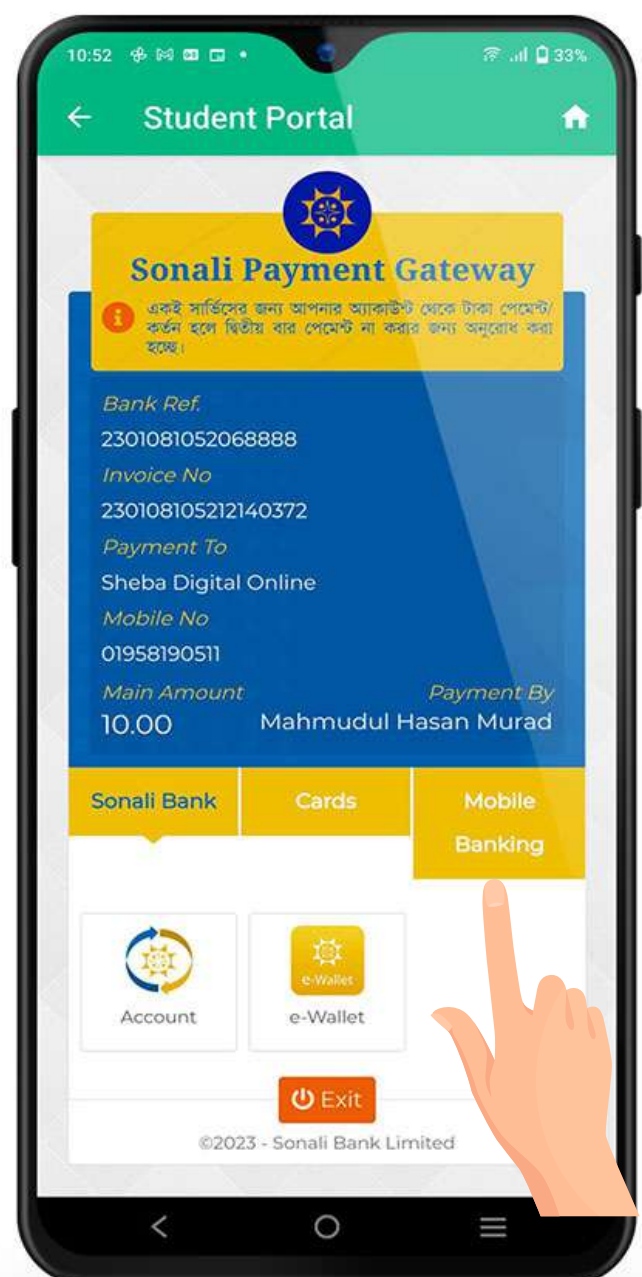 10:52 33%
Student Portal
Sonali Payment Gateway
একই সার্ভিসের জন্য আপনার অ্যাকাউন্ট থেকে টাকা পেমেন্ট/
কর্তন হলে দ্বিতীয় বার পেমেন্ট না করার জন্য অনুরোধ করা
হচ্ছে।
Bank Ref.
2301081052068888
Invoice No
230108105212140372
Payment To
Sheba Digital Online
Mobile No
01958190511
Main Amount Payment By
10.00 Mahmudul Hasan Murad
Sonali Bank Cards Mobile
Banking
e-Wallet
Account e-Wallet
Exit
©2023 - Sonali Bank Limited